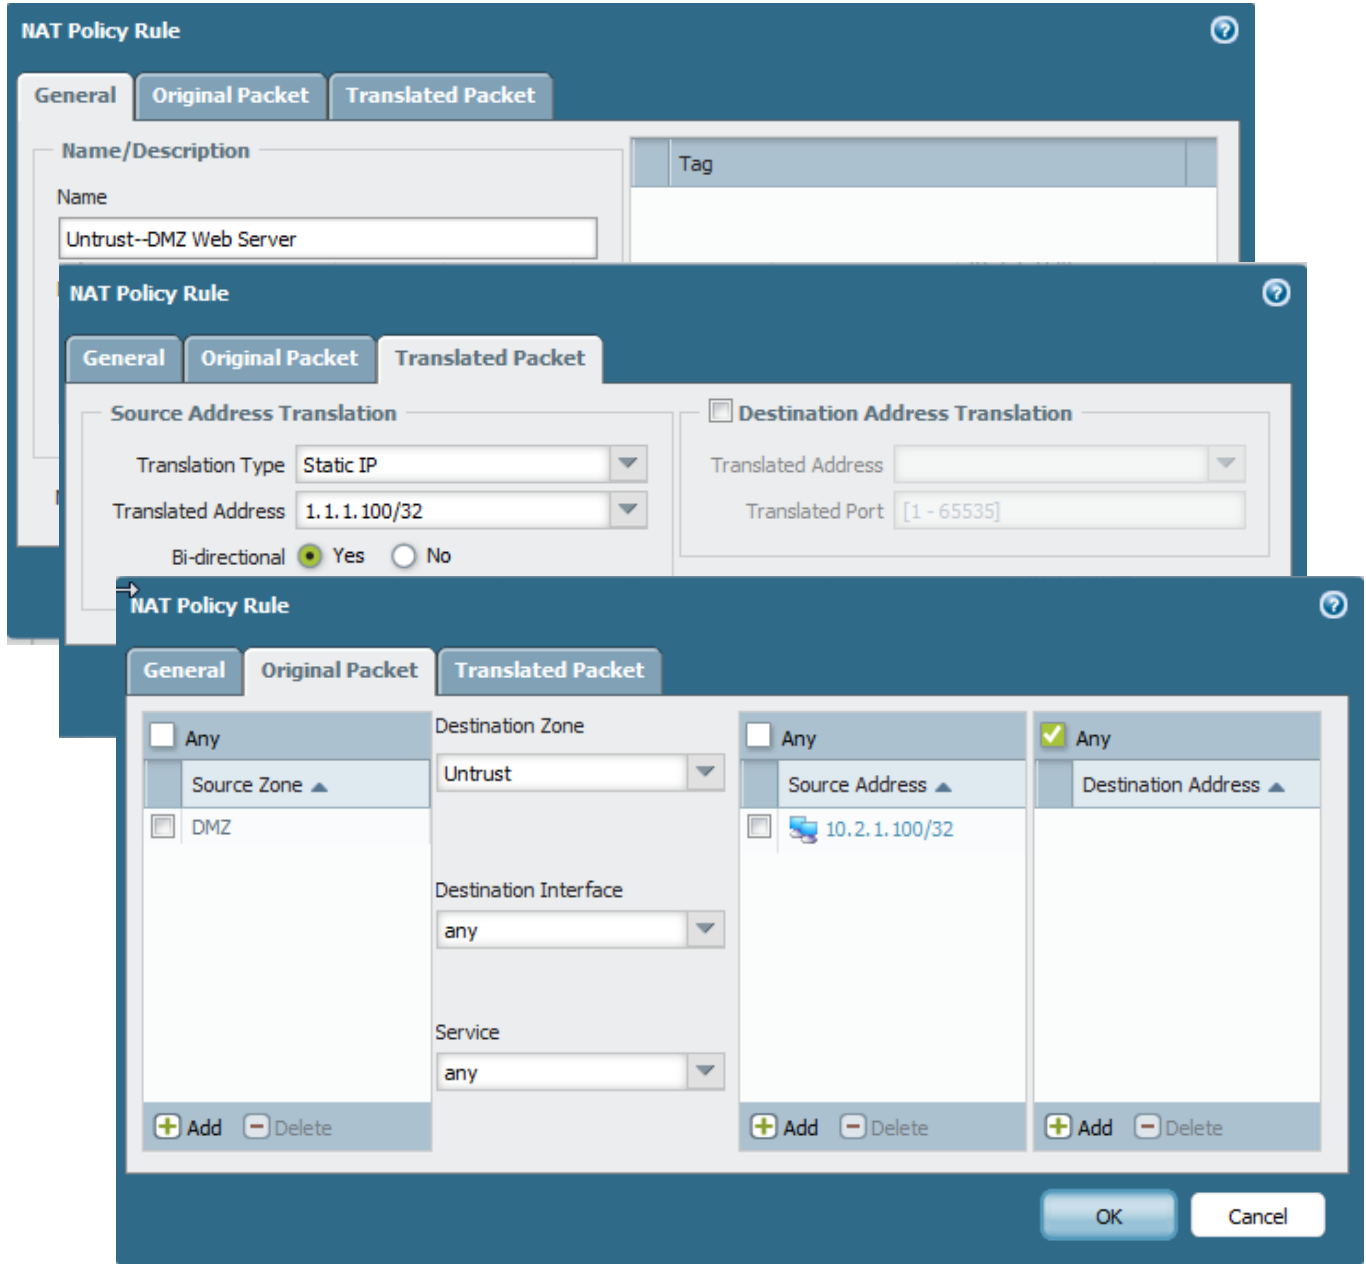 NAT Policy Rule
General Original Packet Translated Packet
Name/Description
Tag
Name
Untrust--DMZ Web Server
NAT Policy Rule
General Original Packet Translated Packet
Source Address Translation
Destination Address Translation
Translation Type Static IP
Translated Address
Translated Address 1.1.1.100/32
Translated Port [1 - 65535]
Bi-directional Yes No
NAT Policy Rule
General Original Packet Translated Packet
Any
Source Zone
DMZ
Destination Zone
Untrust
Destination Interface
any
Service
any
Any
Source Address
10.2.1.100/32
Any
Destination Address
Add Delete
Add Delete
Add Delete
OK Cancel